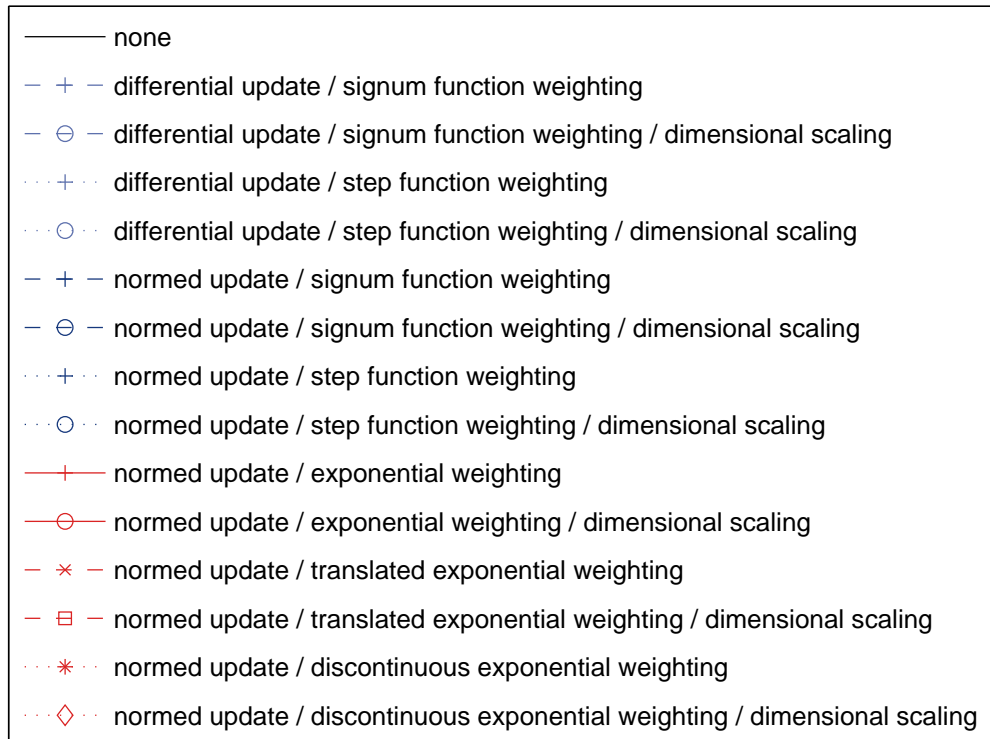 none
differential update / signum function weighting
differential update / signum function weighting / dimensional scaling
differential update / step function weighting
differential update / step function weighting / dimensional scaling
normed update / signum function weighting
normed update / signum function weighting / dimensional scaling
normed update / step function weighting
normed update / step function weighting / dimensional scaling
normed update / exponential weighting
normed update / exponential weighting / dimensional scaling
normed update / translated exponential weighting
normed update / translated exponential weighting / dimensional scaling
normed update / discontinuous exponential weighting
normed update / discontinuous exponential weighting / dimensional scaling